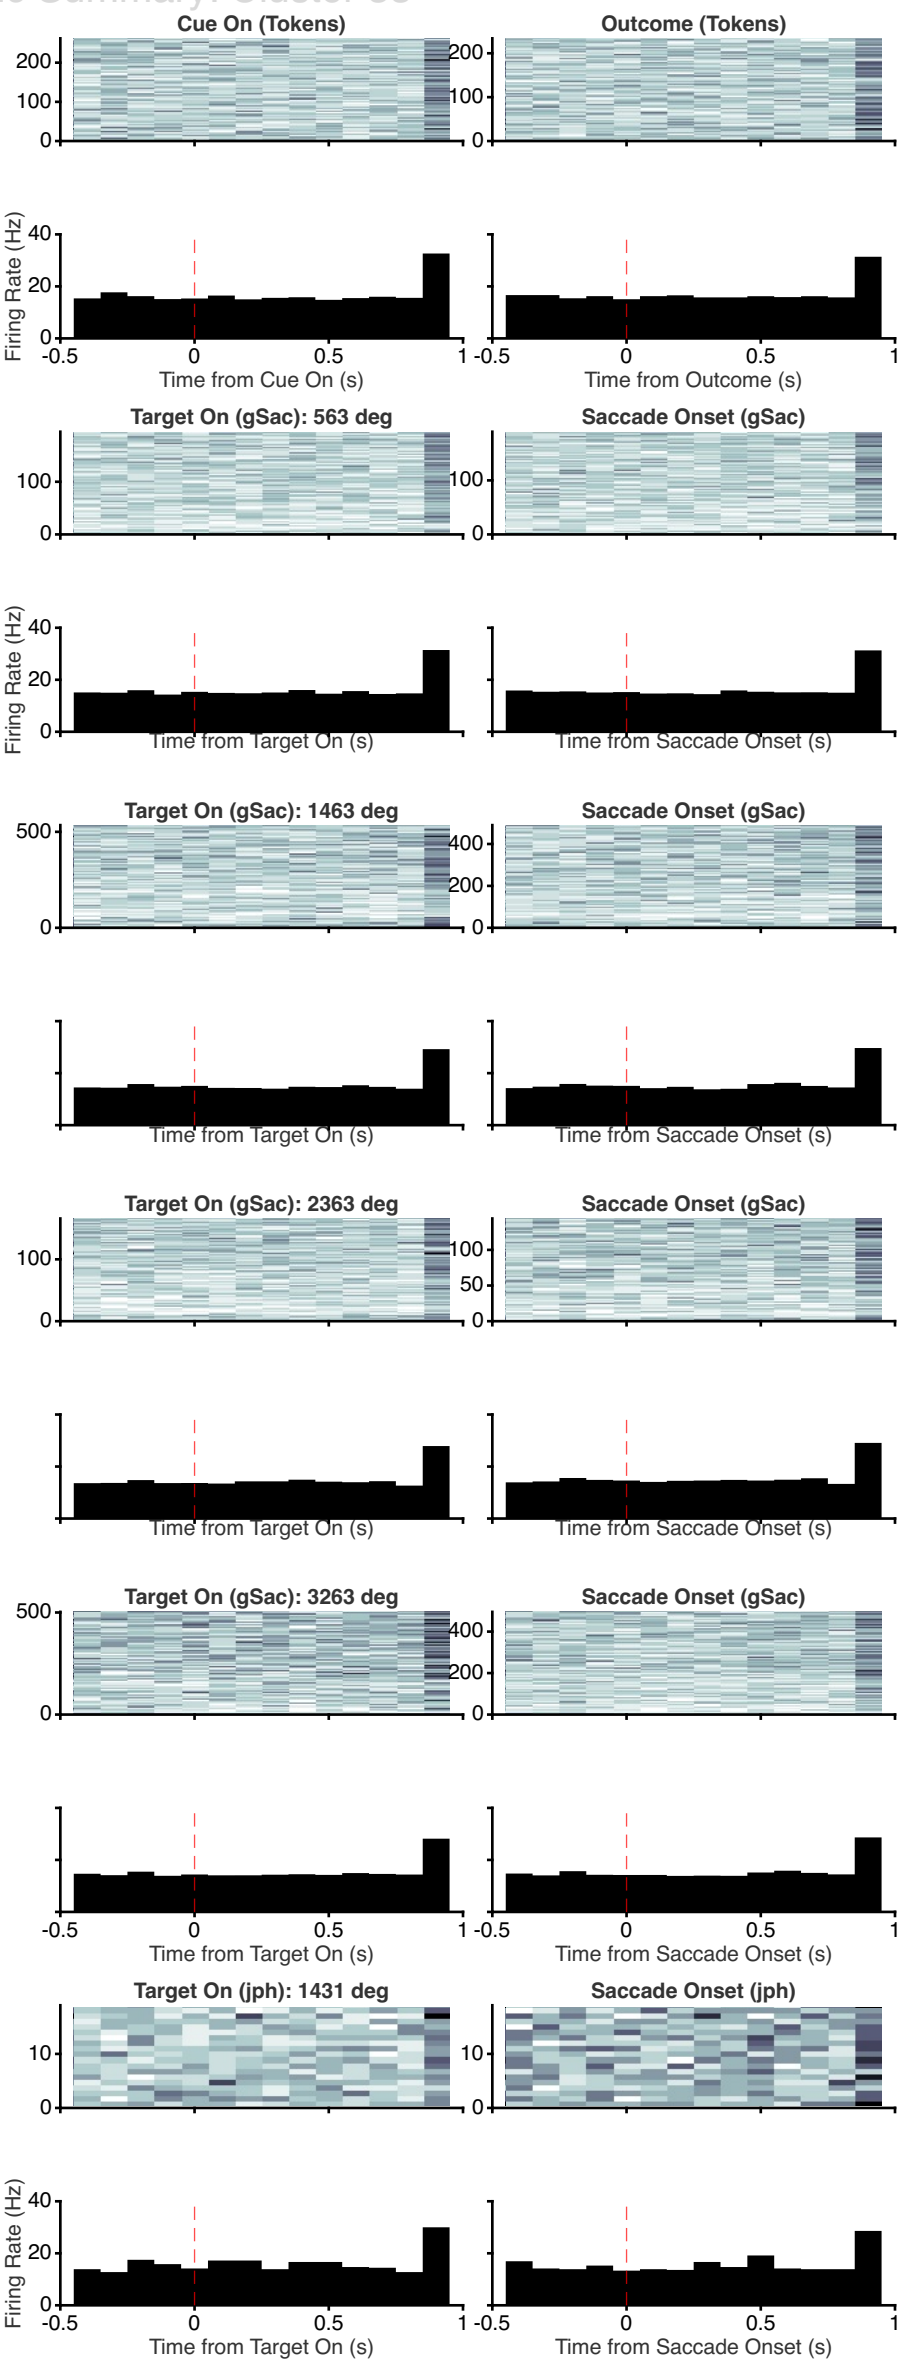 Summary: Cluster
Cue On (Tokens)
Outcome (Tokens)
200
100
0
200
100
0
Firing Rate (Hz)
40
20
0
-0.5
0
0.5
1
-0.5
0
0.5
1
Time from Cue On (s)
Time from Outcome (s)
Target On (gSac): 563 deg
Saccade Onset (gSac)
100
0
100
0
Firing Rate (Hz)
40
20
0
Time from Target On (s)
Time from Saccade Onset (s)
Target On (gSac): 1463 deg
Saccade Onset (gSac)
500
0
400
200
0
Time from Target On (s)
Time from Saccade Onset (s)
Target On (gSac): 2363 deg
Saccade Onset (gSac)
100
0
100
50
0
Time from Target On (s)
Time from Saccade Onset (s)
Target On (gSac): 3263 deg
Saccade Onset (gSac)
500
0
400
200
0
-0.5
0
0.5
1
-0.5
0
0.5
1
Time from Target On (s)
Time from Saccade Onset (s)
Target On (jph): 1431 deg
Saccade Onset (jph)
10
0
10
0
Firing Rate (Hz)
40
20
0
-0.5
0
0.5
1
-0.5
0
0.5
1
Time from Target On (s)
Time from Saccade Onset (s)